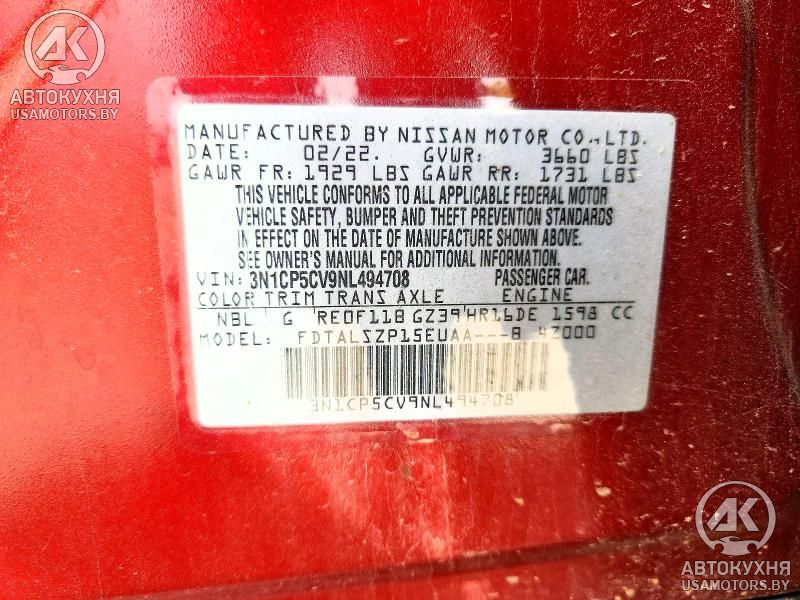 АК
АВТОКУХНЯ
USAMOTORS.BY
MANUFACTURED BY NISSAN MOTOR CO., LTD.
DATE: 02/22. GVWR: 3660 LBS
GAWR FR: 1929 LBS GAWR RR: 1731 LBS
THIS VEHICLE CONFORMS TO ALL APPLICABLE FEDERAL MOTOR
VEHICLE SAFETY, BUMPER AND THEFT PREVENTION STANDARDS
IN EFFECT ON THE DATE OF MANUFACTURE SHOWN ABOVE.
SEE OWNER'S MANUAL FOR ADDITIONAL INFORMATION
VIN: 3N1CP5CV9NL494708 PASSENGER CAR.
COLOR TRIM TRANS AXLE ENGINE
NBL G RE0F11B GZ39 HR16DE 1598 CC
MODEL: FDTALSZP15EUAA---B 4Z000
3N1CP5CV9NL494708
АК
АВТОКУХНЯ
USAMOTORS.BY